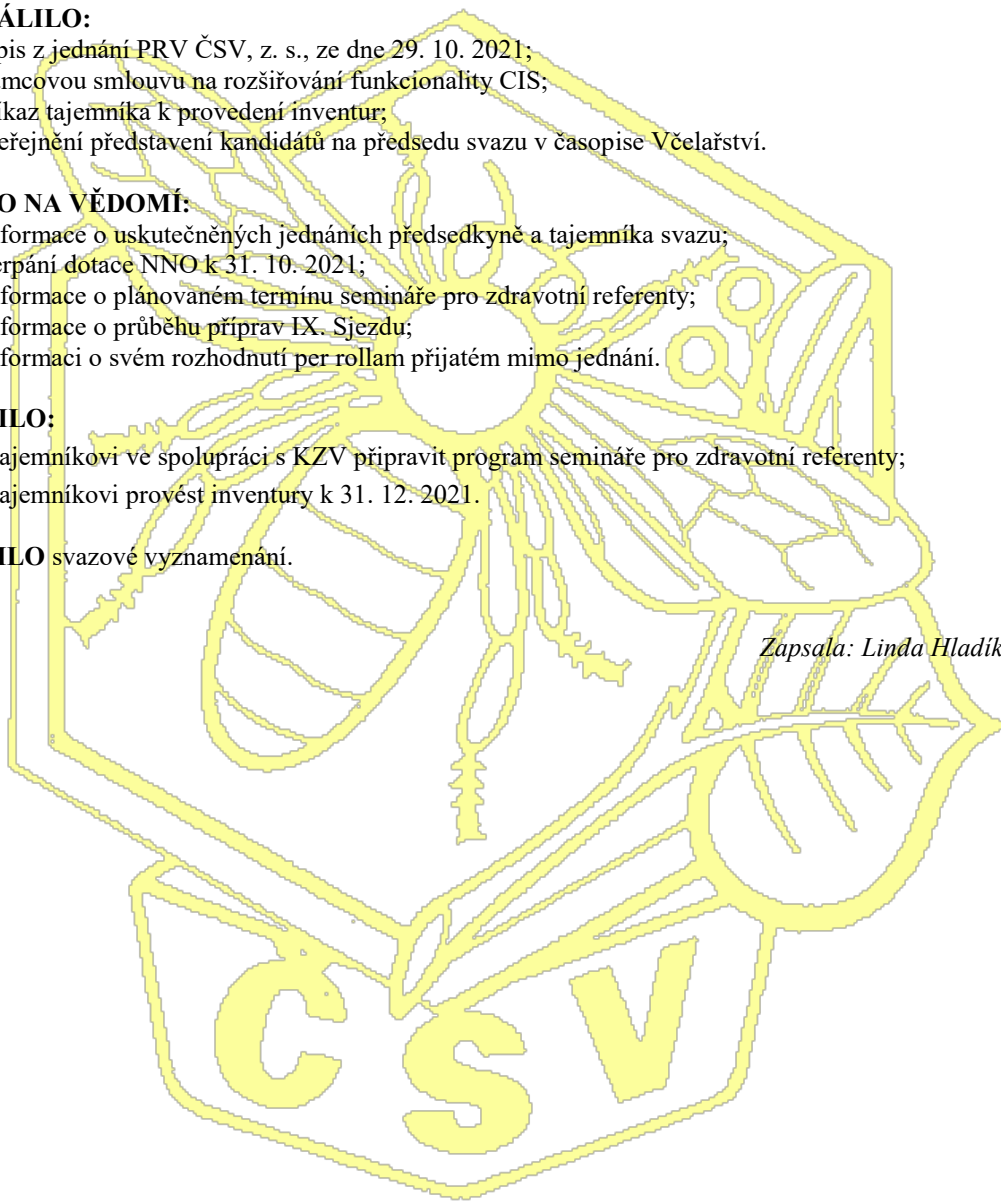 ÁLILO:
pis z jednání PRV ČSV, z. s., ze dne 29. 10. 2021;
mcovou smlouvu na rozšiřování funkcionality CIS;
íkaz tajemníka k provedení inventur;
eřejnění představení kandidátů na předsedu svazu v časopise Včelařství.
O NA VĚDOMÍ:
formace o uskutečněných jednáních předsedkyně a tajemníka svazu;
erpání dotace NNO k 31. 10. 2021;
formace o plánovaném termínu semináře pro zdravotní referenty;
formace o průběhu příprav IX. Sjezdu;
formaci o svém rozhodnutí per rollam přijatém mimo jednání.
ILO:
ajemníkovi ve spolupráci s KZV připravit program semináře pro zdravotní referenty;
ajemníkovi provést inventury k 31. 12. 2021.
ILO svazové vyznamenání.
Zapsala: Linda Hladík
CSV